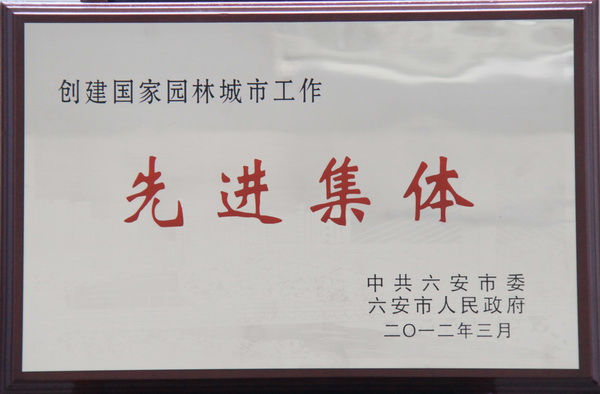 创建国家园林城市工作
先进集体
中共六安市委
六安市人民政府
二〇一二年三月